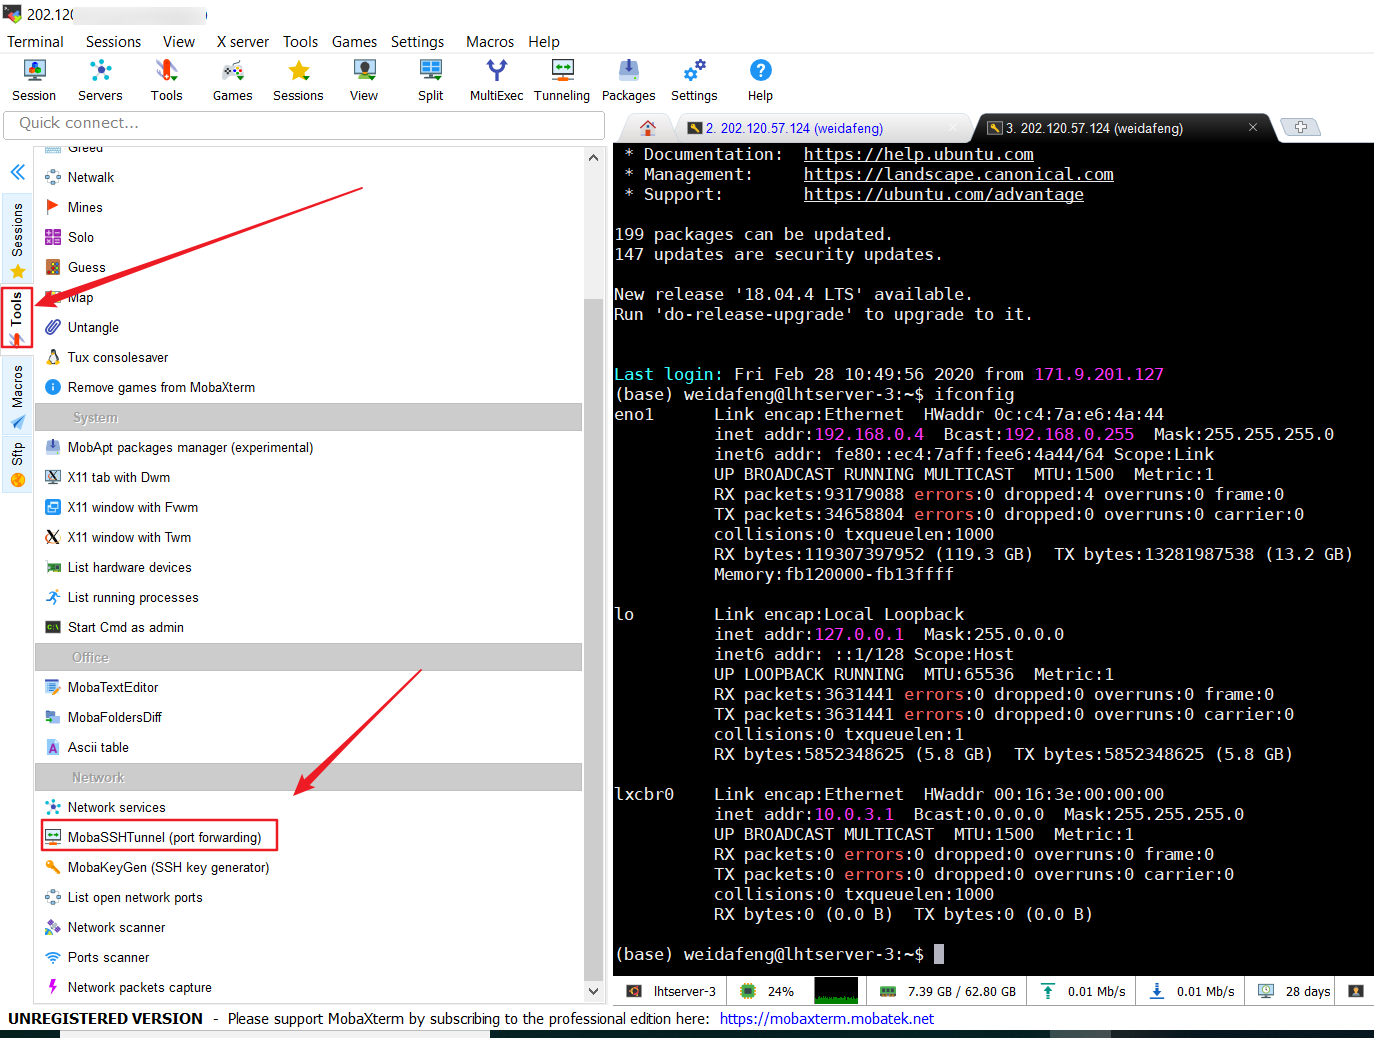 202.120
Terminal Sessions View X server Tools Games Settings Macros Help
Session Servers Tools Games Sessions View Split MultiExec Tunneling Packages Settings Help
Quick connect...
2. 202.120.57.124 (weidafeng)
3. 202.120.57.124 (weidafeng)
Sessions
Tools
Macros
Sftp
Greed
Netwalk
Mines
Solo
Guess
Map
Untangle
Tux consolesaver
Remove games from MobaXterm
System
MobApt packages manager (experimental)
X11 tab with Dwm
X11 window with Fvwm
X11 window with Twm
List hardware devices
List running processes
Start Cmd as admin
Office
MobaTextEditor
MobaFoldersDiff
Ascii table
Network
Network services
MobaSSHTunnel (port forwarding)
MobaKeyGen (SSH key generator)
List open network ports
Network scanner
Ports scanner
Network packets capture
* Documentation: https://help.ubuntu.com
* Management: https://landscape.canonical.com
* Support: https://ubuntu.com/advantage
199 packages can be updated.
147 updates are security updates.
New release '18.04.4 LTS' available.
Run 'do-release-upgrade' to upgrade to it.
Last login: Fri Feb 28 10:49:56 2020 from 171.9.201.127
(base) weidafeng@lhtserver-3:~$ ifconfig
eno1 Link encap:Ethernet HWaddr 0c:c4:7a:e6:4a:44
inet addr:192.168.0.4 Bcast:192.168.0.255 Mask:255.255.255.0
inet6 addr: fe80::ec4:7aff:fee6:4a44/64 Scope:Link
UP BROADCAST RUNNING MULTICAST MTU:1500 Metric:1
RX packets:93179088 errors:0 dropped:4 overruns:0 frame:0
TX packets:34658804 errors:0 dropped:0 overruns:0 carrier:0
collisions:0 txqueuelen:1000
RX bytes:119307397952 (119.3 GB) TX bytes:13281987538 (13.2 GB)
Memory:fb120000-fb13ffff
lo Link encap:Local Loopback
inet addr:127.0.0.1 Mask:255.0.0.0
inet6 addr: ::1/128 Scope:Host
UP LOOPBACK RUNNING MTU:65536 Metric:1
RX packets:3631441 errors:0 dropped:0 overruns:0 frame:0
TX packets:3631441 errors:0 dropped:0 overruns:0 carrier:0
collisions:0 txqueuelen:1
RX bytes:5852348625 (5.8 GB) TX bytes:5852348625 (5.8 GB)
lxcbr0 Link encap:Ethernet HWaddr 00:16:3e:00:00:00
inet addr:10.0.3.1 Bcast:0.0.0.0 Mask:255.255.255.0
UP BROADCAST MULTICAST MTU:1500 Metric:1
RX packets:0 errors:0 dropped:0 overruns:0 frame:0
TX packets:0 errors:0 dropped:0 overruns:0 carrier:0
collisions:0 txqueuelen:1000
RX bytes:0 (0.0 B) TX bytes:0 (0.0 B)
(base) weidafeng@lhtserver-3:~$
lhtserver-3 24% 7.39 GB / 62.80 GB 0.01 Mb/s 0.01 Mb/s 28 days
UNREGISTERED VERSION - Please support MobaXterm by subscribing to the professional edition here: https://mobaxterm.mobatek.net